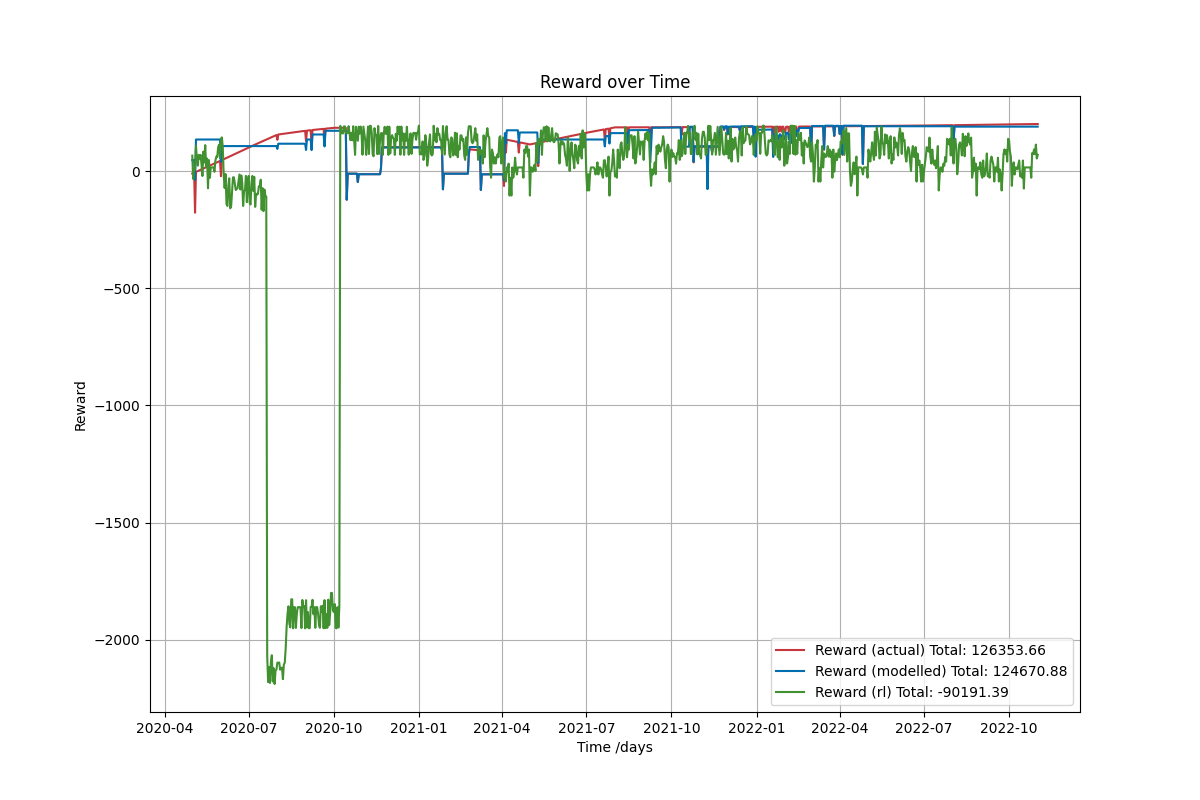 Reward over Time
0
−500
−1000
−1500
−2000
Reward
2020-04 2020-07 2020-10 2021-01 2021-04 2021-07 2021-10 2022-01 2022-04 2022-07 2022-10
Time /days
Reward (actual) Total: 126353.66
Reward (modelled) Total: 124670.88
Reward (rl) Total: -90191.39